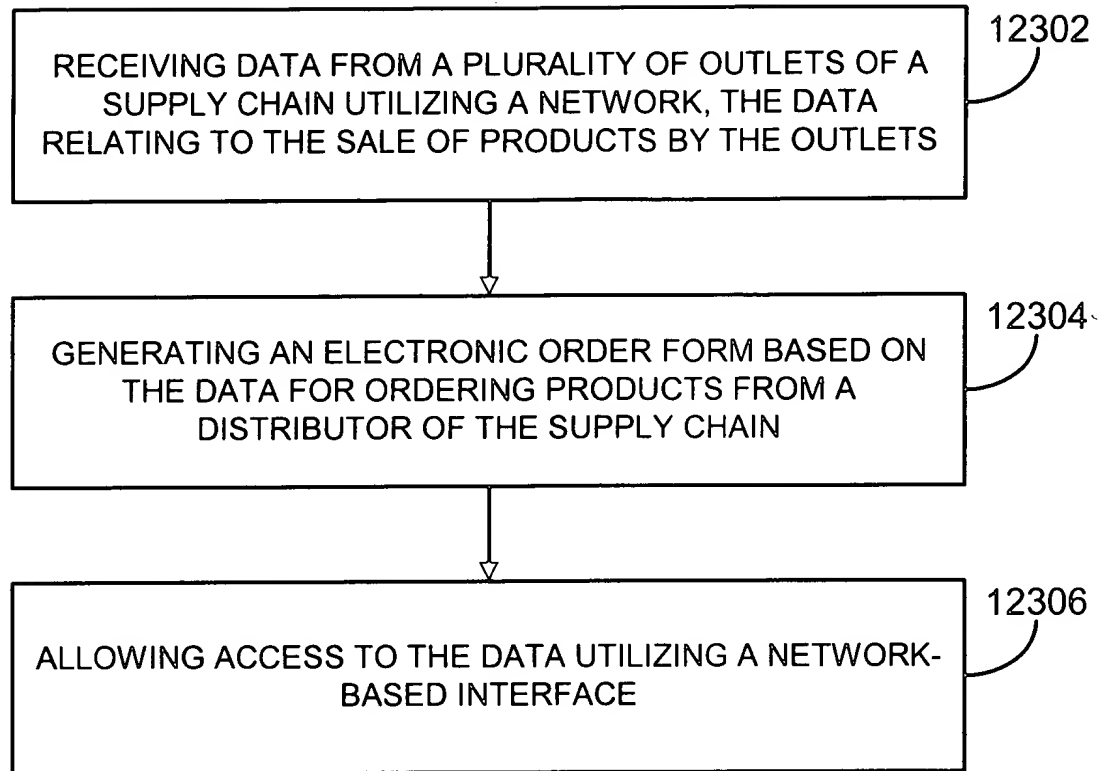 12302
RECEIVING DATA FROM A PLURALITY OF OUTLETS OF A
SUPPLY CHAIN UTILIZING A NETWORK, THE DATA
RELATING TO THE SALE OF PRODUCTS BY THE OUTLETS
12304
GENERATING AN ELECTRONIC ORDER FORM BASED ON
THE DATA FOR ORDERING PRODUCTS FROM A
DISTRIBUTOR OF THE SUPPLY CHAIN
12306
ALLOWING ACCESS TO THE DATA UTILIZING A NETWORK-
BASED INTERFACE